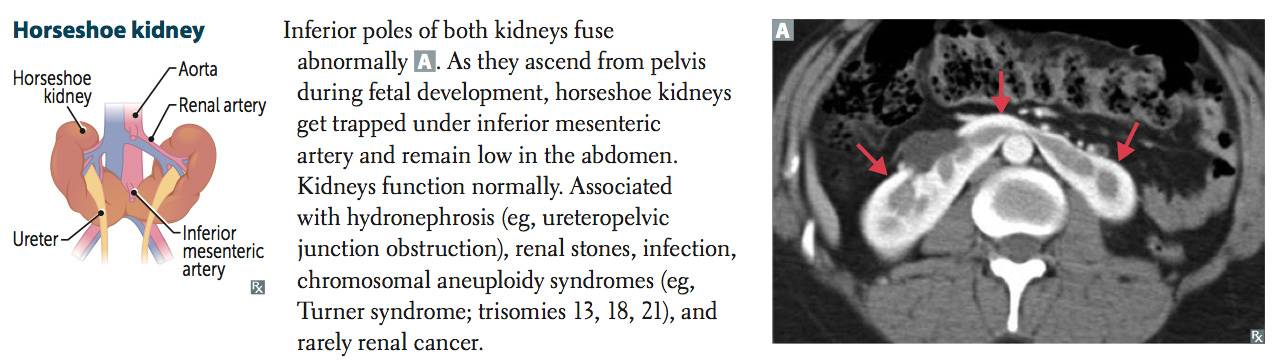 Horseshoe kidney
Horseshoe
kidney
Aorta
Renal artery
Ureter
Inferior
mesenteric
artery
Rx
Inferior poles of both kidneys fuse
abnormally A. As they ascend from pelvis
during fetal development, horseshoe kidneys
get trapped under inferior mesenteric
artery and remain low in the abdomen.
Kidneys function normally. Associated
with hydronephrosis (eg, ureteropelvic
junction obstruction), renal stones, infection,
chromosomal aneuploidy syndromes (eg,
Turner syndrome; trisomies 13, 18, 21), and
rarely renal cancer.
A
Rx